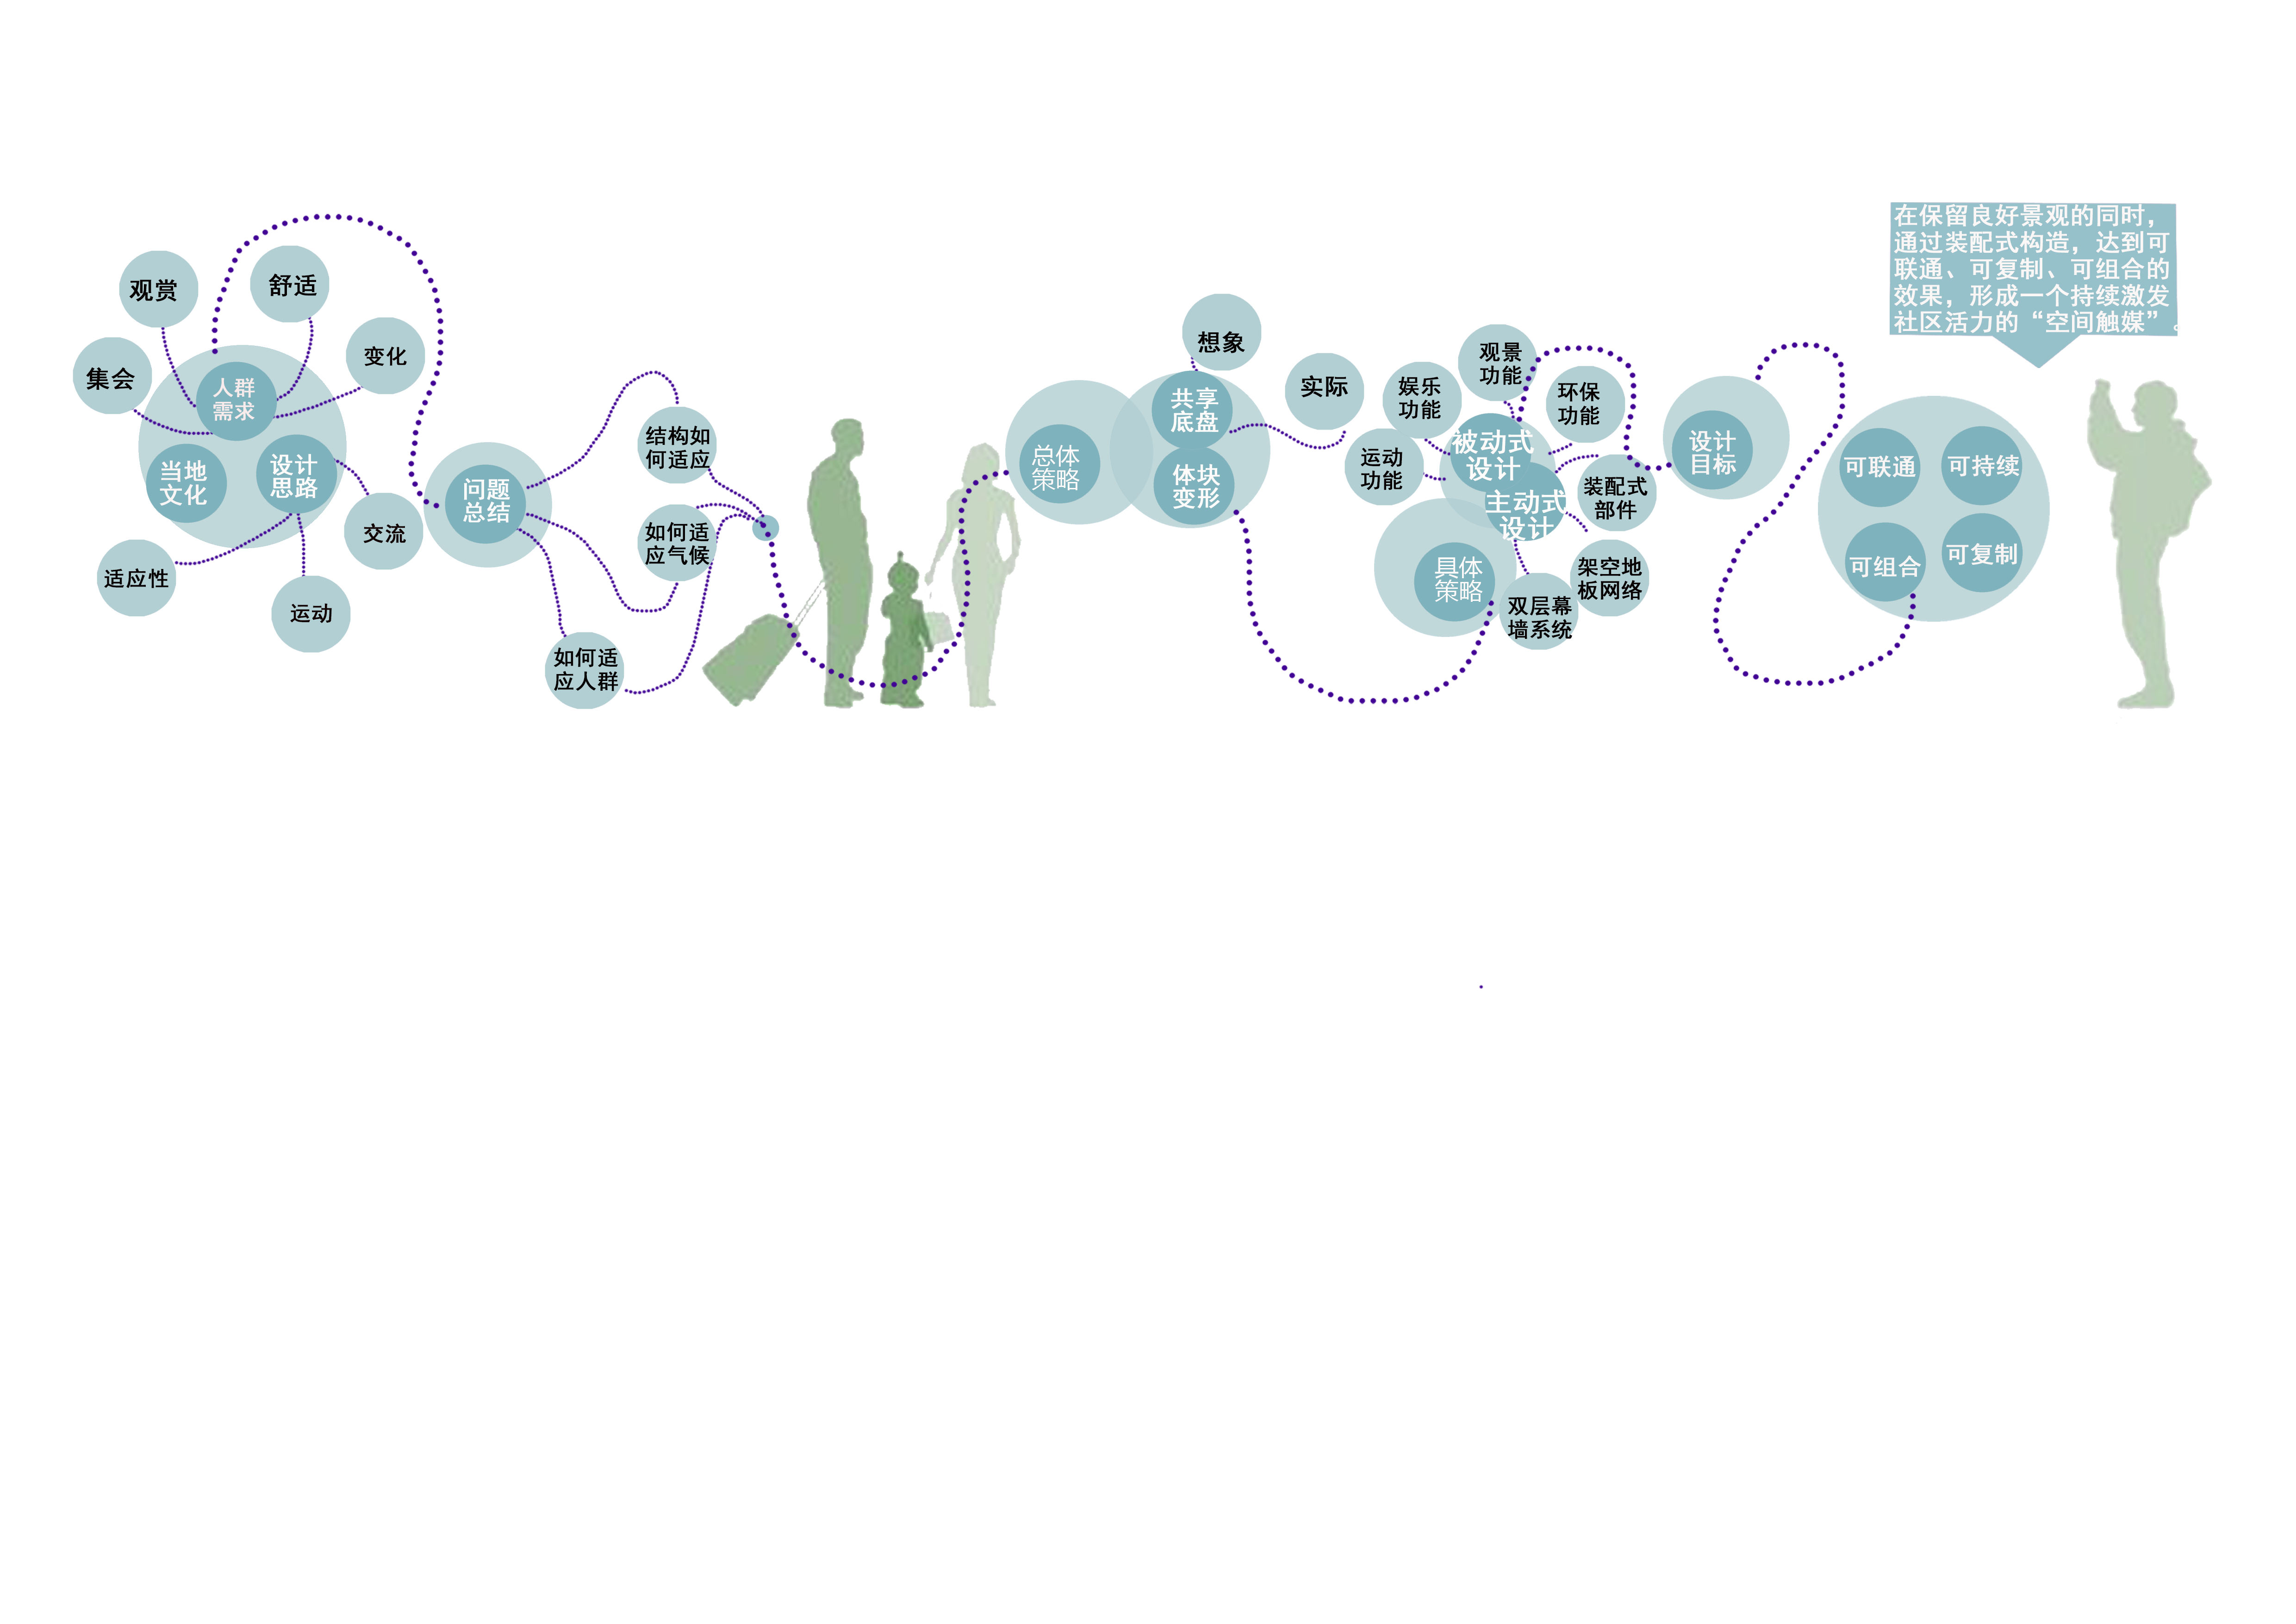 观赏
舒适
集会
变化
人群
需求
当地
文化
设计
思路
交流
适应性
运动
问题
总结
结构如
何适应
如何适
应气候
如何适
应人群
总体
策略
想象
共享
底盘
体块
变形
实际
观景
功能
娱乐
功能
环保
功能
运动
功能
被动式
设计
主动式
设计
装配式
部件
具体
策略
双层幕
墙系统
架空地
板网络
设计
目标
可联通
可持续
可组合
可复制
在保留良好景观的同时，
通过装配式构造，达到可
联通、可复制、可组合的
效果，形成一个持续激发
社区活力的“空间触媒”。